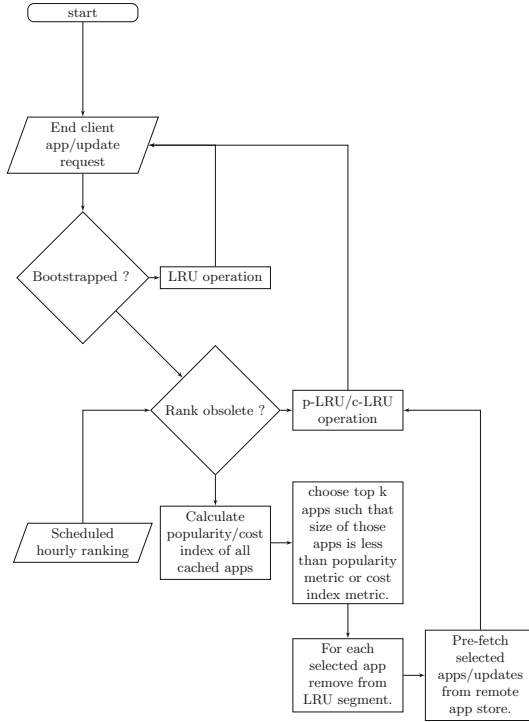 start
End client
app/update
request
Bootstrapped ?
LRU operation
Rank obsolete ?
p-LRU/c-LRU
operation
Scheduled
hourly ranking
Calculate
popularity/cost
index of all
cached apps
choose top k
apps such that
size of those
apps is less
than popularity
metric or cost
index metric.
For each
selected app
remove from
LRU segment.
Pre-fetch
selected
apps/updates
from remote
app store.